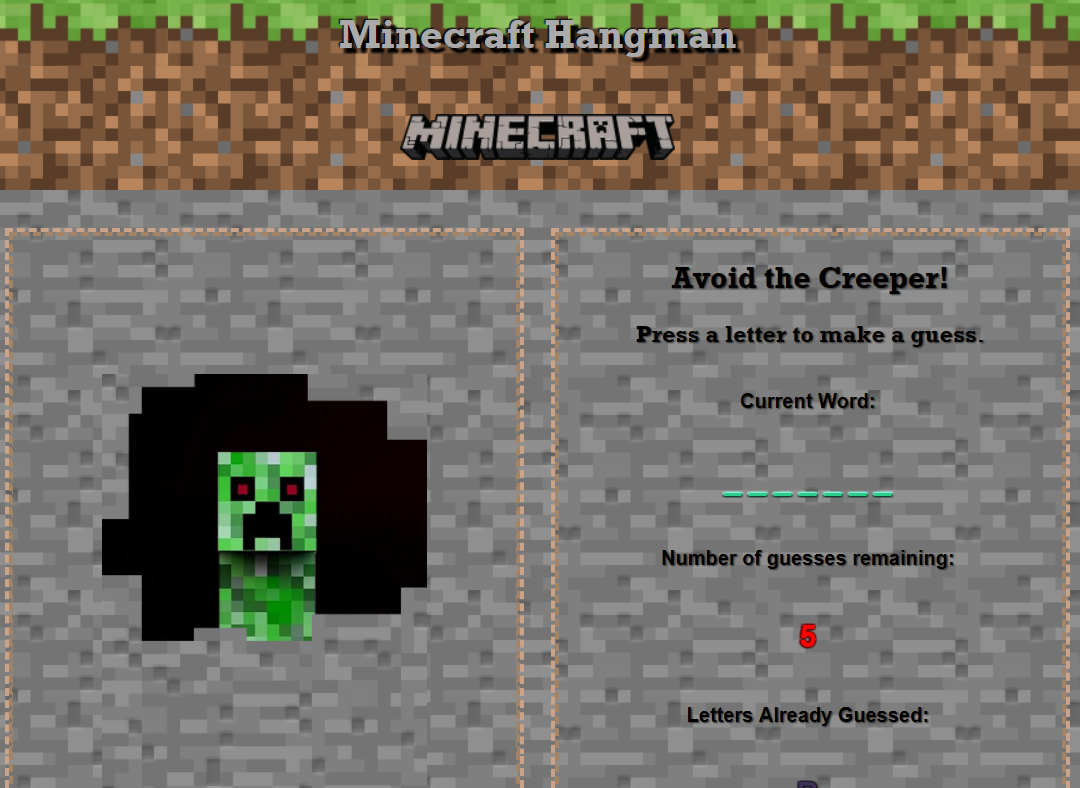 Minecraft Hangman
MINECRAFT
Avoid the Creeper!
Press a letter to make a guess.
Current Word:
_ _ _ _ _ _ _
Number of guesses remaining:
5
Letters Already Guessed: